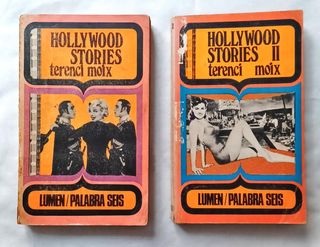 HOLLYWOOD
STORIES
terenci moix
LUMEN/PALABRA SEIS
HOLLYWOOD
STORIES II
terenci moix
LUMEN/PALABRA SEIS